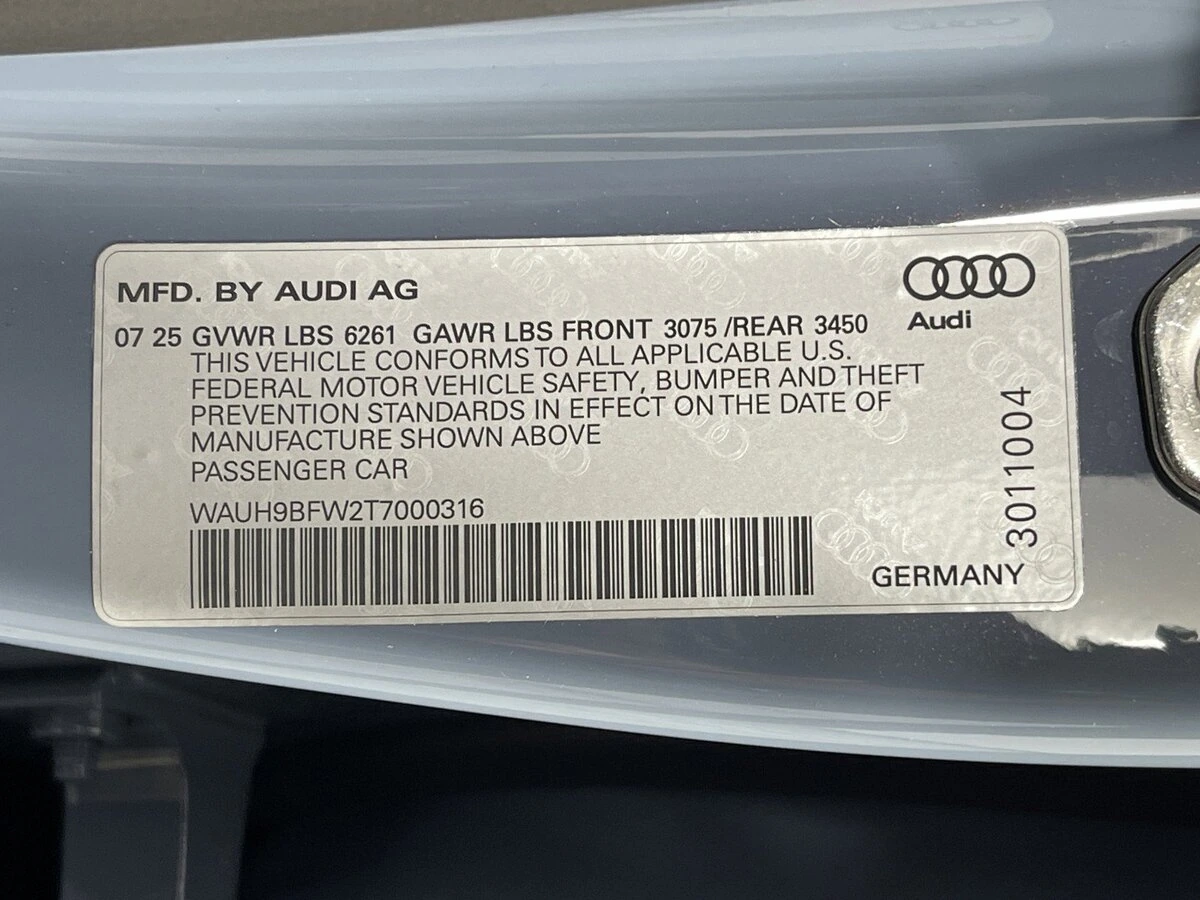 MFD. BY AUDI AG
07 25 GVWR LBS 6261 GAWR LBS FRONT 3075 /REAR 3450
Audi
THIS VEHICLE CONFORMS TO ALL APPLICABLE U.S.
FEDERAL MOTOR VEHICLE SAFETY, BUMPER AND THEFT
PREVENTION STANDARDS IN EFFECT ON THE DATE OF
MANUFACTURE SHOWN ABOVE
PASSENGER CAR
WAUH9BFW2T7000316
GERMANY
3011004